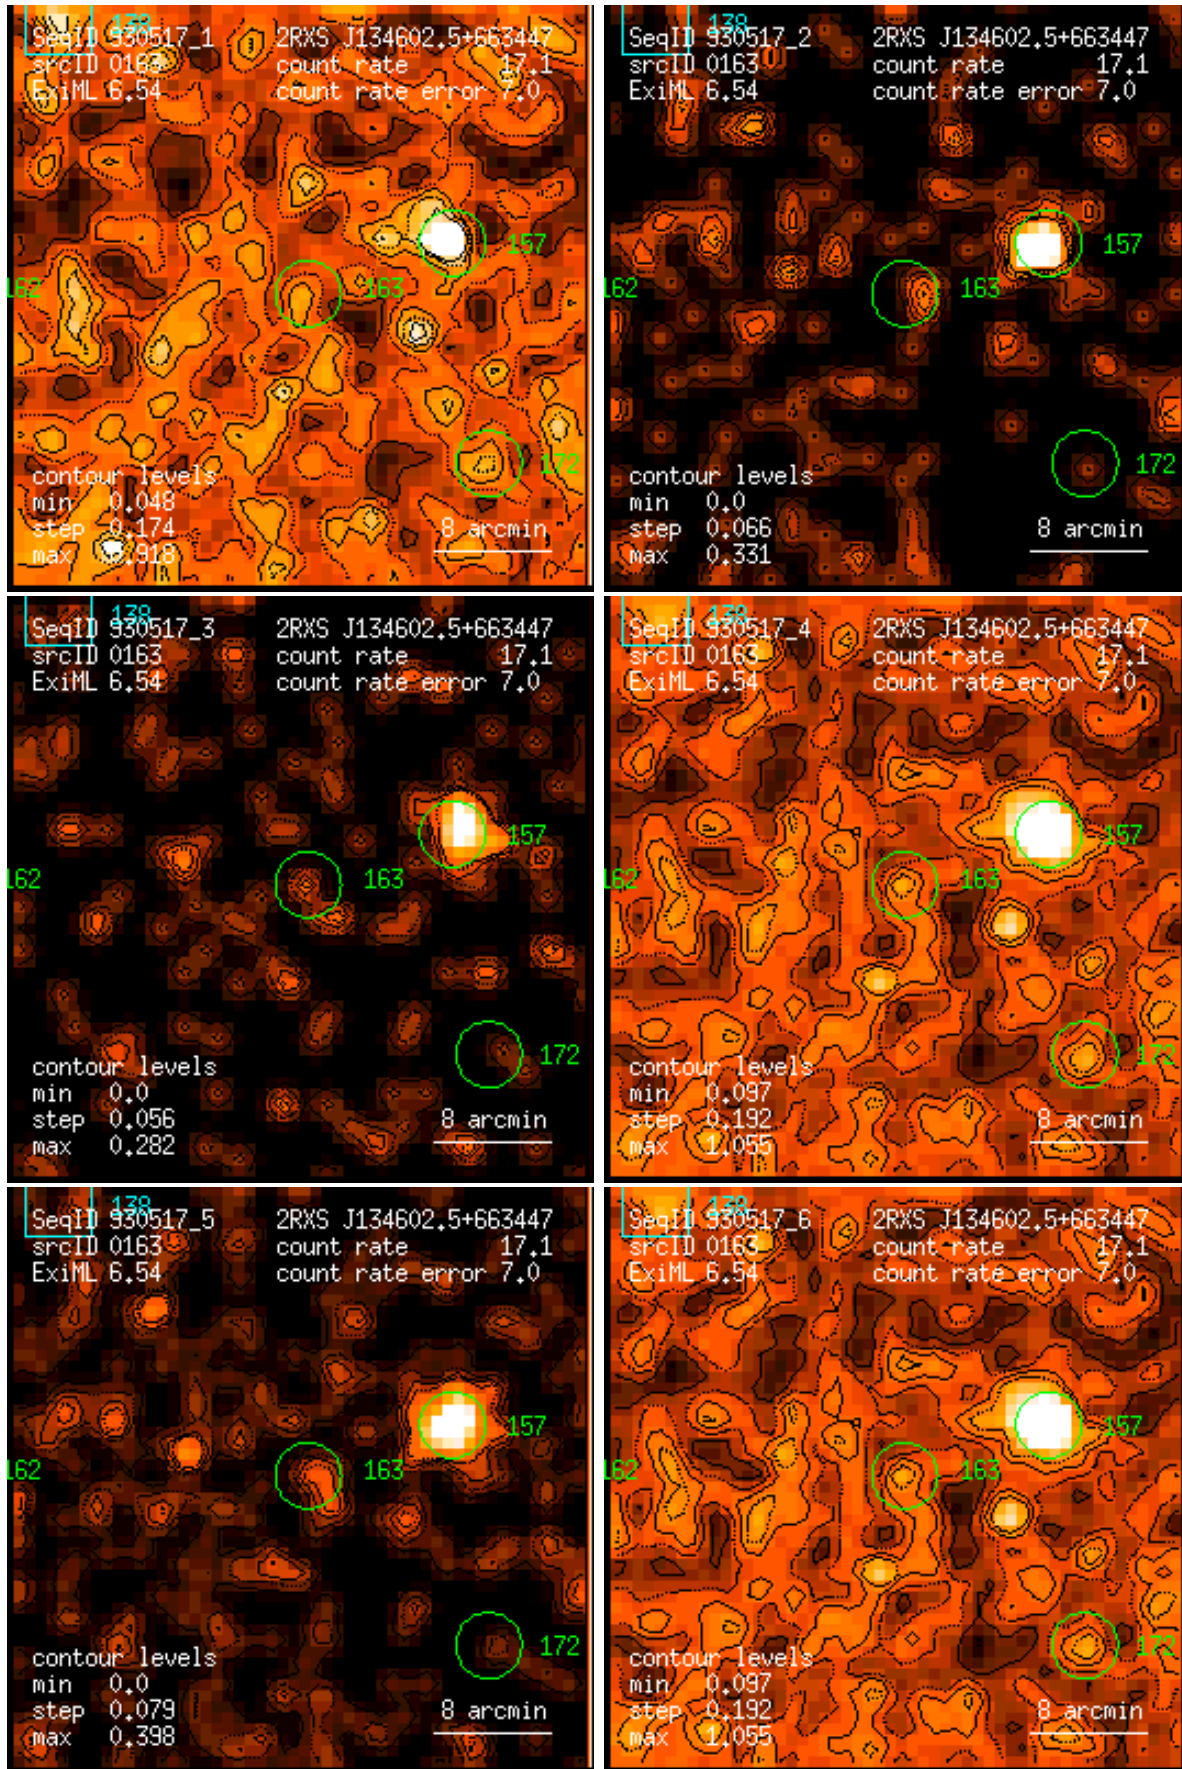 138
SeqID 930517_1 2RXS J134602.5+663447
srcID 0163 count rate 17.1
ExiML 6.54 count rate error 7.0
157
162 163
172
contour levels
min 0.048
step 0.174 8 arcmin
max 0.918
138
SeqID 930517_2 2RXS J134602.5+663447
srcID 0163 count rate 17.1
ExiML 6.54 count rate error 7.0
157
162 163
172
contour levels
min 0.0
step 0.066 8 arcmin
max 0.331
138
SeqID 930517_3 2RXS J134602.5+663447
srcID 0163 count rate 17.1
ExiML 6.54 count rate error 7.0
157
162 163
172
contour levels
min 0.0
step 0.056 8 arcmin
max 0.282
138
SeqID 930517_4 2RXS J134602.5+663447
srcID 0163 count rate 17.1
ExiML 6.54 count rate error 7.0
157
162 163
172
contour levels
min 0.097
step 0.192 8 arcmin
max 1.055
138
SeqID 930517_5 2RXS J134602.5+663447
srcID 0163 count rate 17.1
ExiML 6.54 count rate error 7.0
157
162 163
172
contour levels
min 0.0
step 0.079 8 arcmin
max 0.398
138
SeqID 930517_6 2RXS J134602.5+663447
srcID 0163 count rate 17.1
ExiML 6.54 count rate error 7.0
157
162 163
172
contour levels
min 0.097
step 0.192 8 arcmin
max 1.055